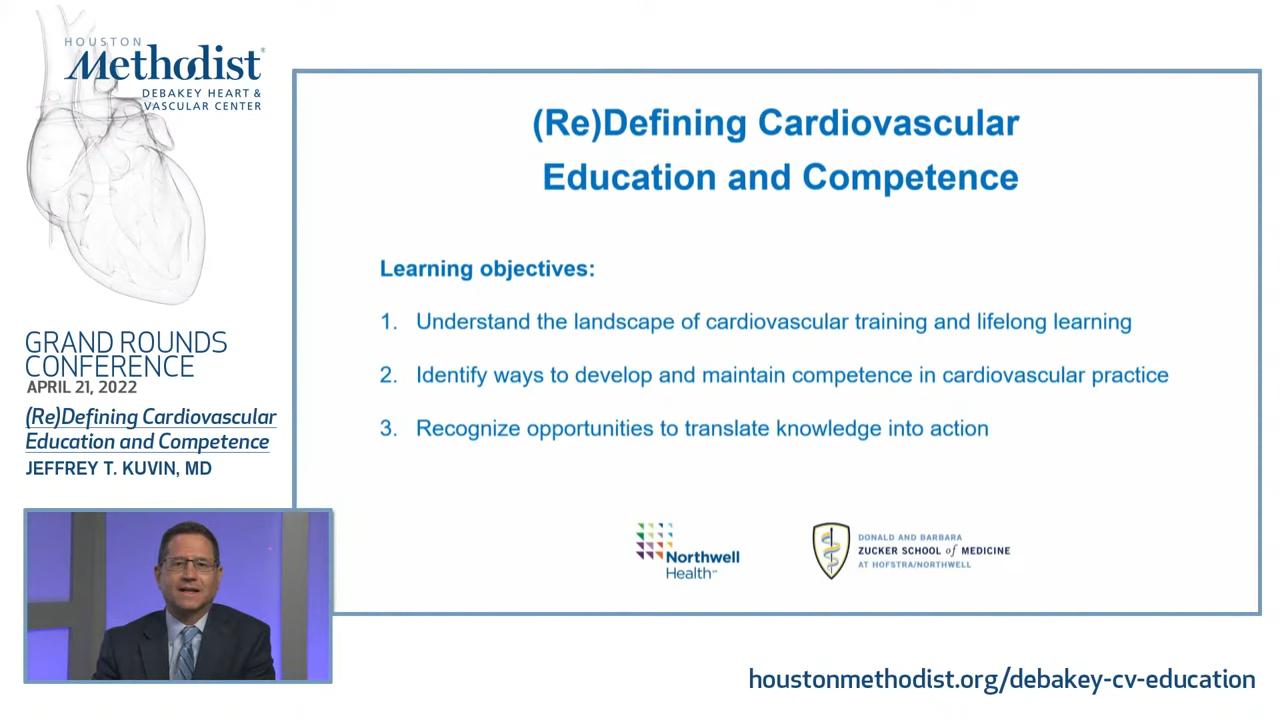 HOUSTON
Methodist®
DEBAKEY HEART &
VASCULAR CENTER
GRAND ROUNDS
CONFERENCE
APRIL 21, 2022
(Re)Defining Cardiovascular
Education and Competence
JEFFREY T. KUVIN, MD
(Re)Defining Cardiovascular
Education and Competence
Learning objectives:
1. Understand the landscape of cardiovascular training and lifelong learning
2. Identify ways to develop and maintain competence in cardiovascular practice
3. Recognize opportunities to translate knowledge into action
Northwell
Health℠
DONALD AND BARBARA
ZUCKER SCHOOL of MEDICINE
AT HOFSTRA/NORTHWELL
houstonmethodist.org/debakey-cv-education